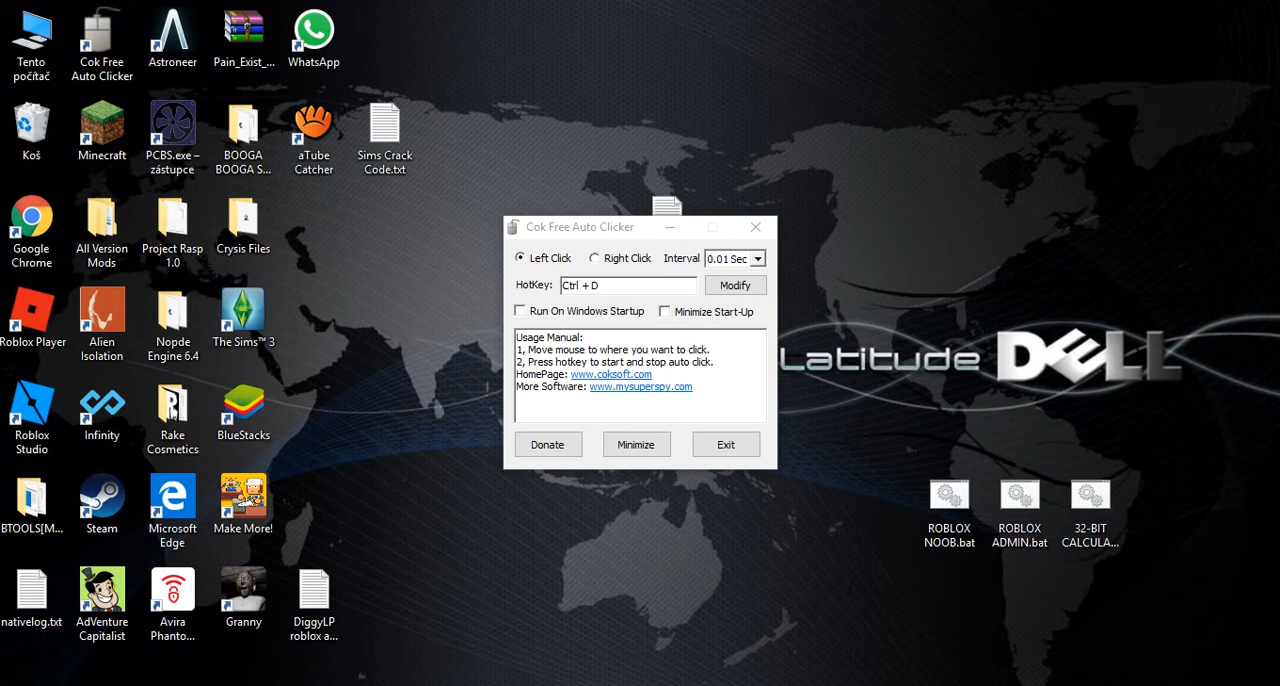 Tento
počítač
Cok Free
Auto Clicker
Astroneer
Pain_Exist_...
WhatsApp
Koš
Minecraft
PCBS.exe –
zástupce
BOOGA
BOOGA S...
aTube
Catcher
Sims Crack
Code.txt
Google
Chrome
All Version
Mods
Project Rasp
1.0
Crysis Files
Roblox Player
Alien
Isolation
Nopde
Engine 6.4
The Sims™ 3
Roblox
Studio
Infinity
Rake
Cosmetics
BlueStacks
BTOOLS[M...
Steam
Microsoft
Edge
Make More!
nativelog.txt
AdVenture
Capitalist
Avira
Phanto...
Granny
DiggyLP
roblox a...
Cok Free Auto Clicker
Left Click
Right Click
Interval
0.01 Sec
HotKey:
Ctrl + D
Modify
Run On Windows Startup
Minimize Start-Up
Usage Manual:
1, Move mouse to where you want to click.
2, Press hotkey to start and stop auto click.
HomePage: www.coksoft.com
More Software: www.mysuperspy.com
Donate
Minimize
Exit
Latitude DELL
ROBLOX
NOOB.bat
ROBLOX
ADMIN.bat
32-BIT
CALCULA...